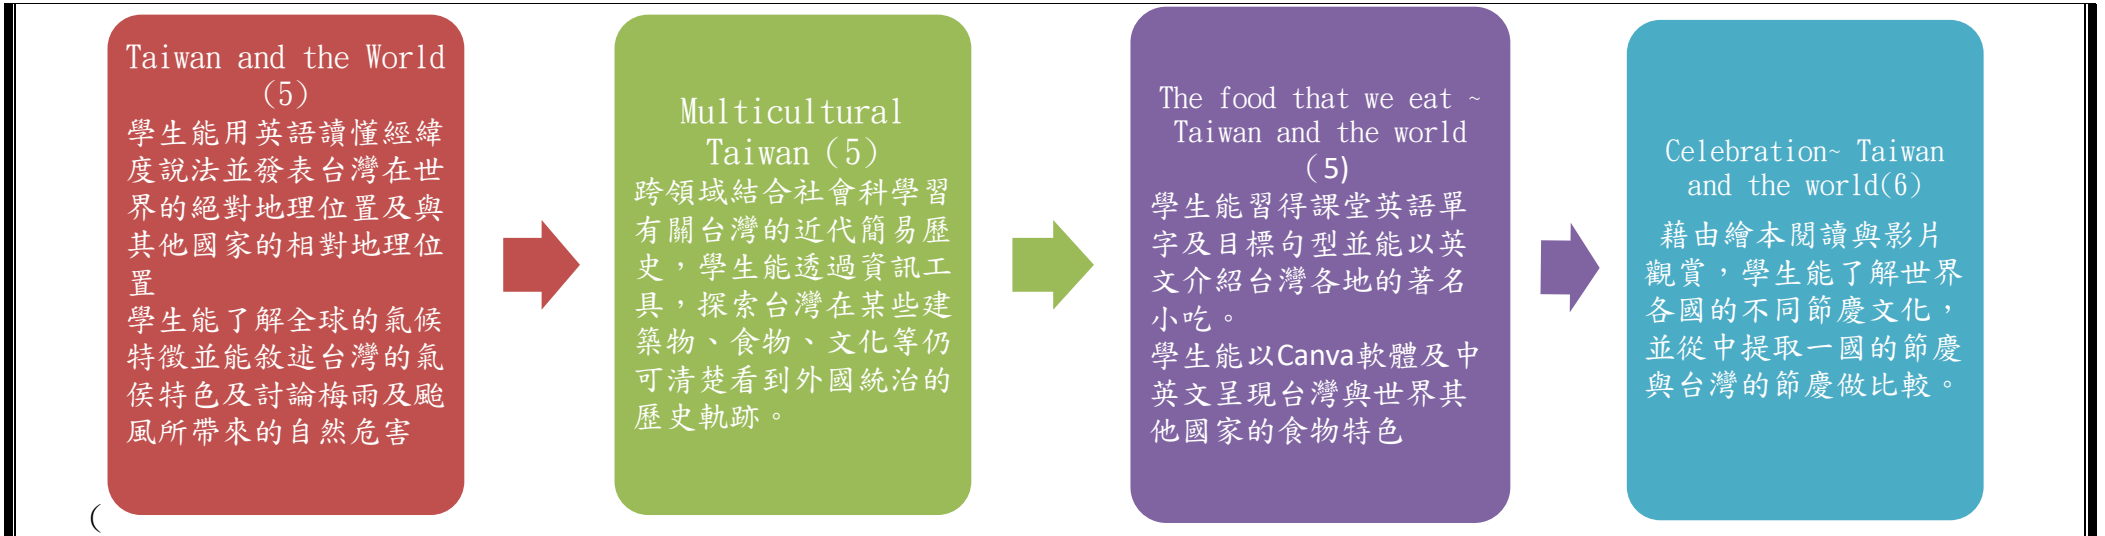 Taiwan and the World
（5）
學生能用英語讀懂經緯
度說法並發表台灣在世
界的絕對地理位置及與
其他國家的相對地理位
置
學生能了解全球的氣候
特徵並能敘述台灣的氣
侯特色及討論梅雨及颱
風所帶來的自然危害
Multicultural
Taiwan（5）
跨領域結合社會科學習
有關台灣的近代簡易歷
史，學生能透過資訊工
具，探索台灣在某些建
築物、食物、文化等仍
可清楚看到外國統治的
歷史軌跡。
The food that we eat ~
Taiwan and the world
（5)
學生能習得課堂英語單
字及目標句型並能以英
文介紹台灣各地的著名
小吃。
學生能以Canva軟體及中
英文呈現台灣與世界其
他國家的食物特色
Celebration~ Taiwan
and the world(6)
藉由繪本閱讀與影片
觀賞，學生能了解世界
各國的不同節慶文化，
並從中提取一國的節慶
與台灣的節慶做比較。
（